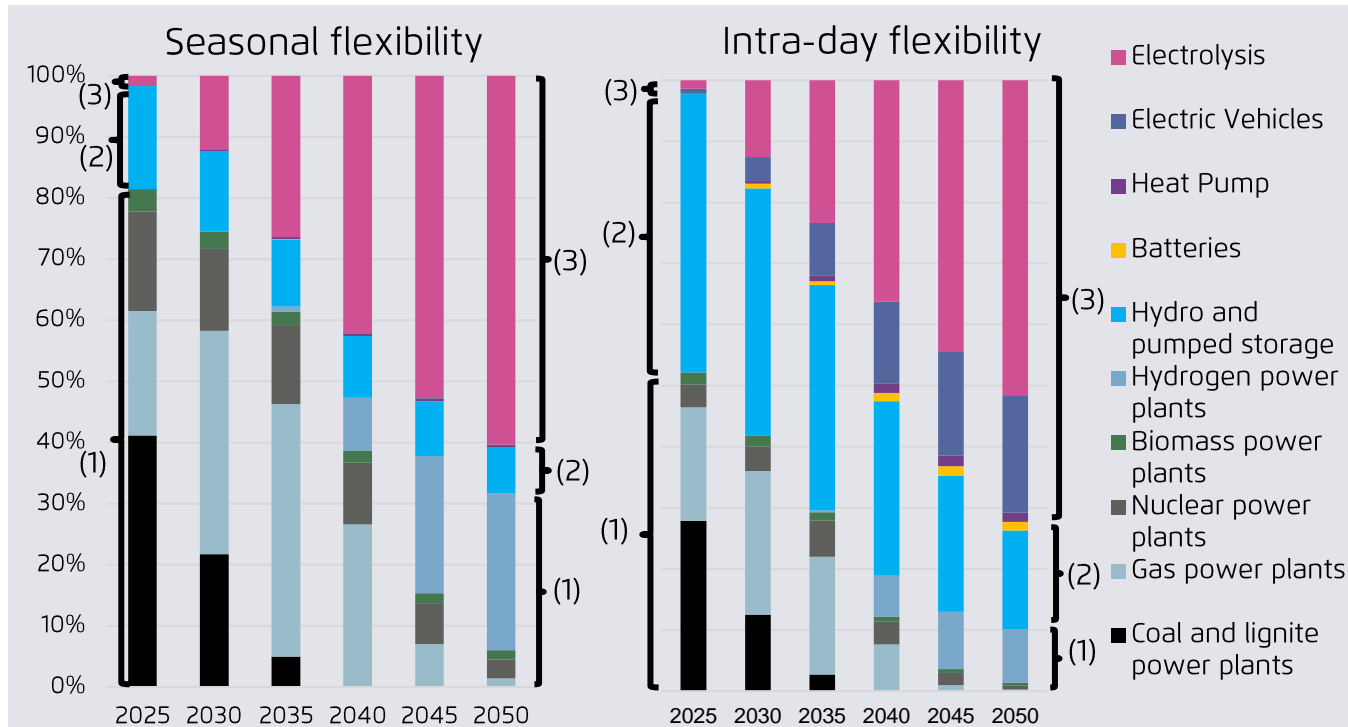 Seasonal flexibility
100%
90%
80%
70%
60%
50%
40%
30%
20%
10%
0%
(3)
(2)
(1)
(3)
(2)
(1)
2025 2030 2035 2040 2045 2050
Intra-day flexibility
(3)
(2)
(1)
(3)
(2)
(1)
2025 2030 2035 2040 2045 2050
Electrolysis
Electric Vehicles
Heat Pump
Batteries
Hydro and
pumped storage
Hydrogen power
plants
Biomass power
plants
Nuclear power
plants
Gas power plants
Coal and lignite
power plants